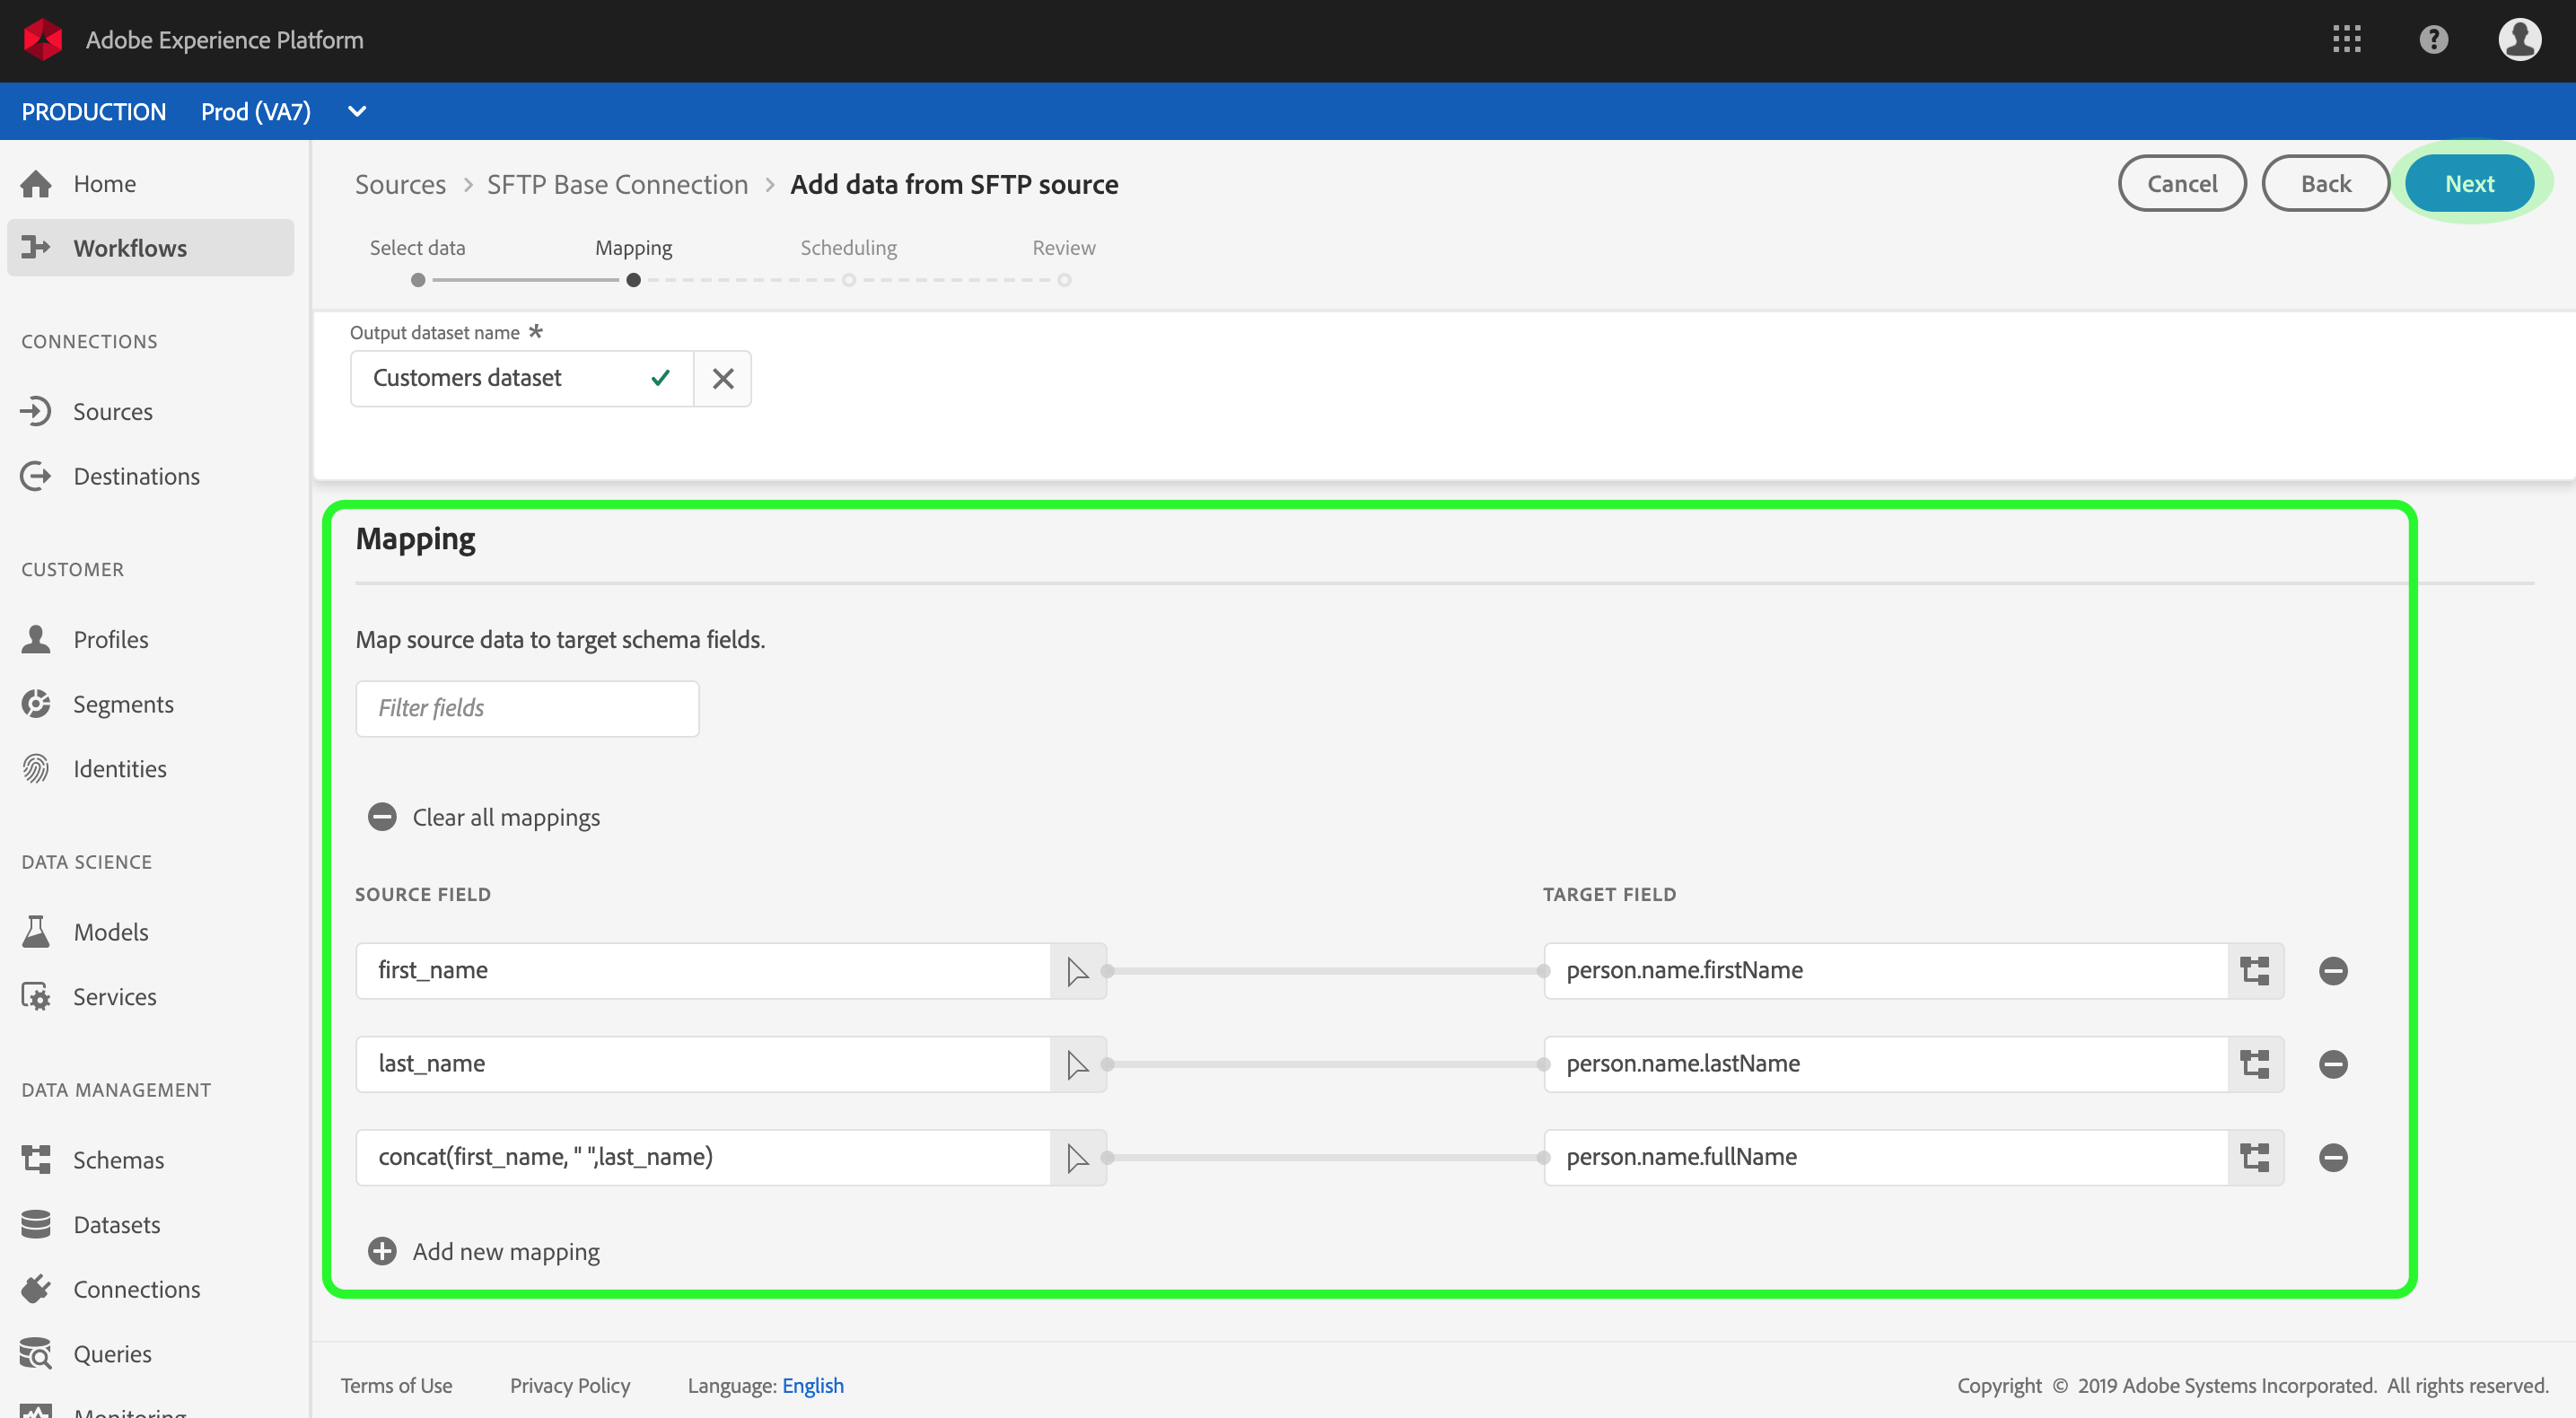 Adobe Experience Platform
?
PRODUCTION Prod (VA7)
Home
Workflows
CONNECTIONS
Sources
Destinations
CUSTOMER
Profiles
Segments
Identities
DATA SCIENCE
Models
Services
DATA MANAGEMENT
Schemas
Datasets
Connections
Queries
Monitoring
Sources > SFTP Base Connection > Add data from SFTP source
Cancel Back Next
Select data Mapping Scheduling Review
Output dataset name *
Customers dataset
Mapping
Map source data to target schema fields.
Filter fields
Clear all mappings
SOURCE FIELD TARGET FIELD
first_name person.name.firstName
last_name person.name.lastName
concat(first_name, " ",last_name) person.name.fullName
Add new mapping
Terms of Use Privacy Policy Language: English Copyright © 2019 Adobe Systems Incorporated. All rights reserved.